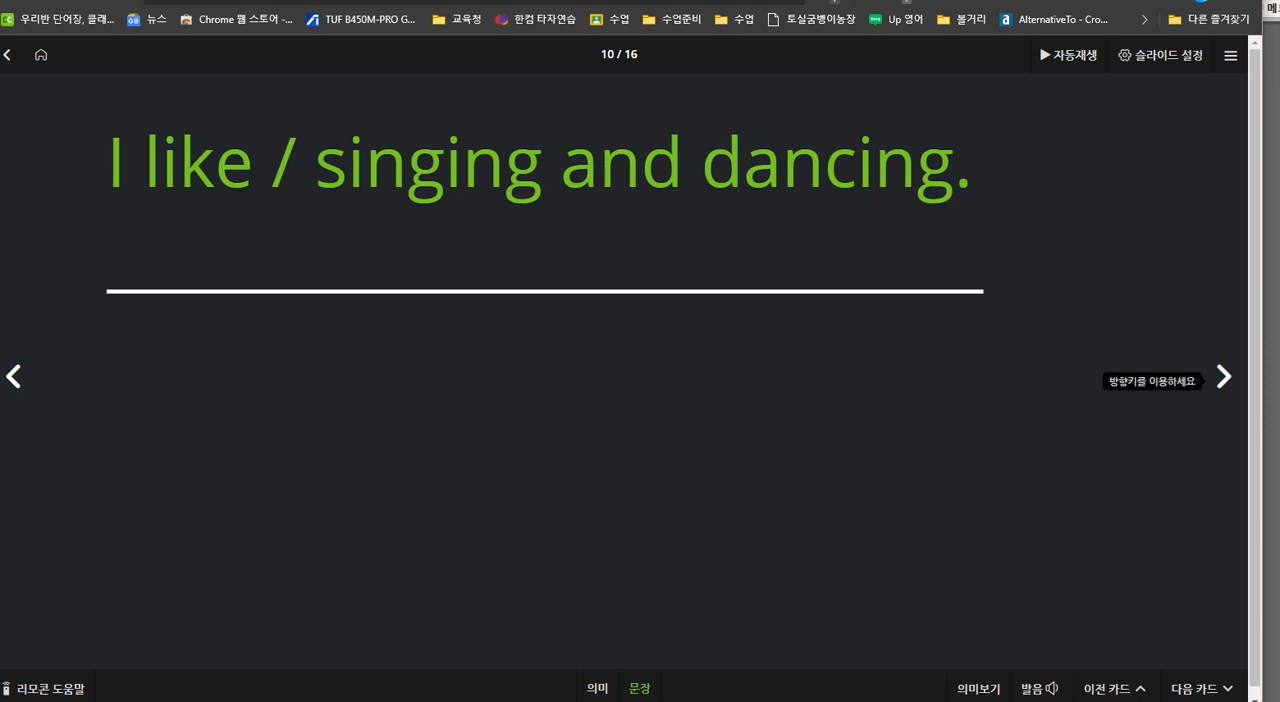 우리반 단어장, 클래... 뉴스 Chrome 웹 스토어 -... TUF B450M-PRO G... 교육청 한컴 타자연습 수업 수업준비 수업 토실굼벵이농장 Up 영어 볼거리 AlternativeTo - Cro... 다른 즐겨찾기
10 / 16 자동재생 슬라이드 설정
I like / singing and dancing.
방향키를 이용하세요
리모콘 도움말 의미 문장 의미보기 발음 이전 카드 다음 카드